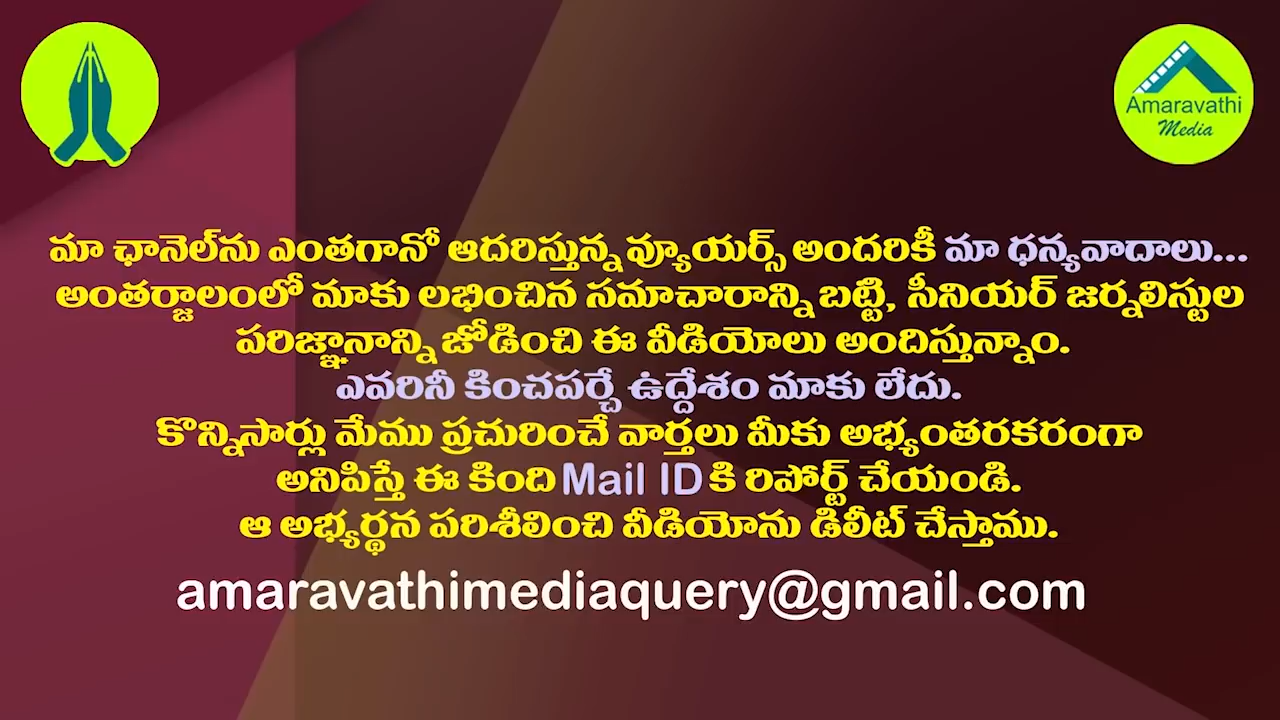 Amaravathi
Media
మా ఛానెల్‌ను ఎంతగానో ఆదరిస్తున్న వ్యూయర్స్ అందరికీ మా ధన్యవాదాలు...
అంతర్జాలంలో మాకు లభించిన సమాచారాన్ని బట్టి, సీనియర్ జర్నలిస్టుల
పరిజ్ఞానాన్ని జోడించి ఈ వీడియోలు అందిస్తున్నాం.
ఎవరినీ కించపర్చే ఉద్దేశం మాకు లేదు.
కొన్నిసార్లు మేము ప్రచురించే వార్తలు మీకు అభ్యంతరకరంగా
అనిపిస్తే ఈ కింది Mail ID కి రిపోర్ట్ చేయండి.
ఆ అభ్యర్థన పరిశీలించి వీడియోను డిలీట్ చేస్తాము.
amaravathimediaquery@gmail.com